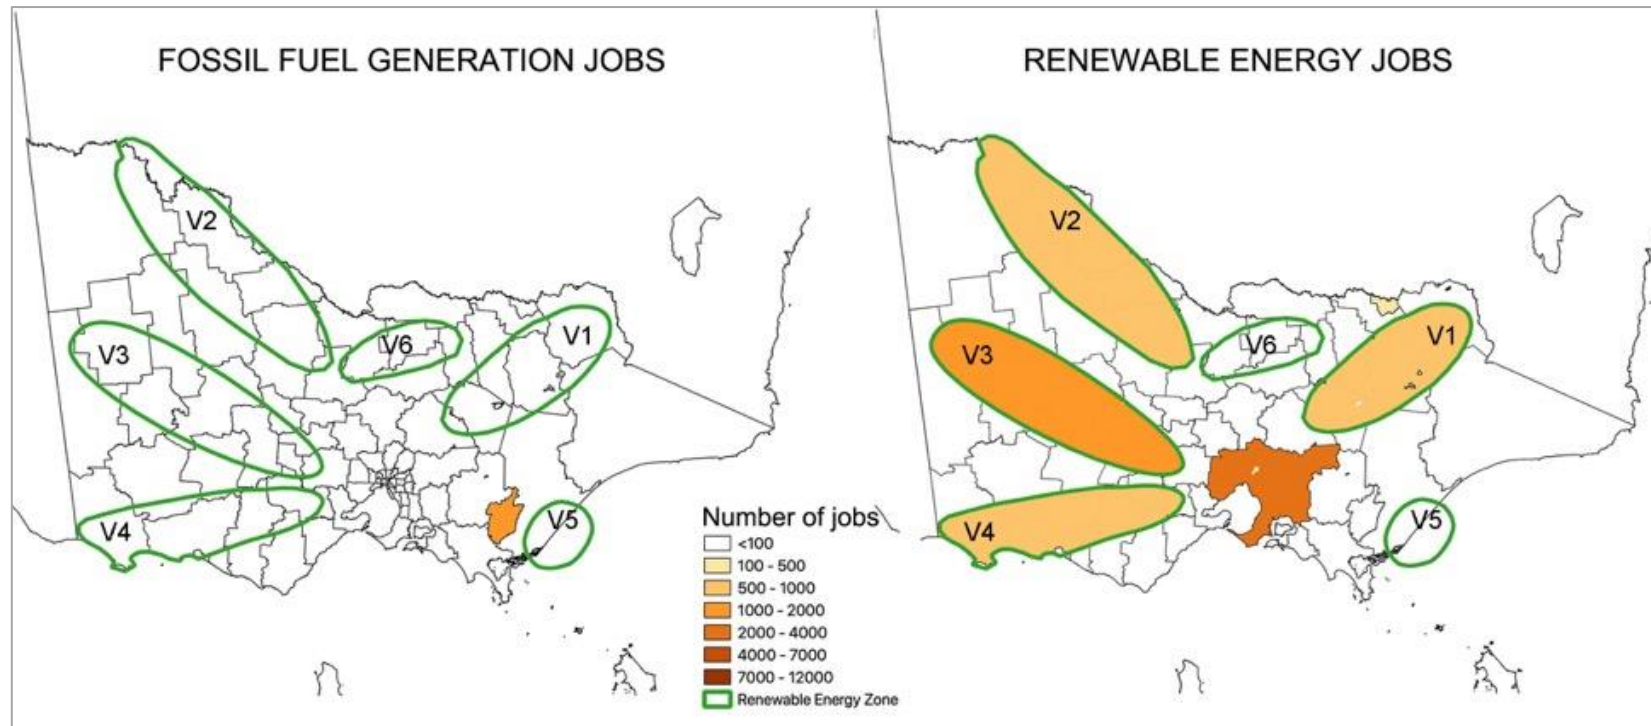 FOSSIL FUEL GENERATION JOBS
V2
V1
V6
V3
V5
V4
RENEWABLE ENERGY JOBS
V2
V1
V6
V3
V5
V4
Number of jobs
<100
100 - 500
500 - 1000
1000 - 2000
2000 - 4000
4000 - 7000
7000 - 12000
Renewable Energy Zone